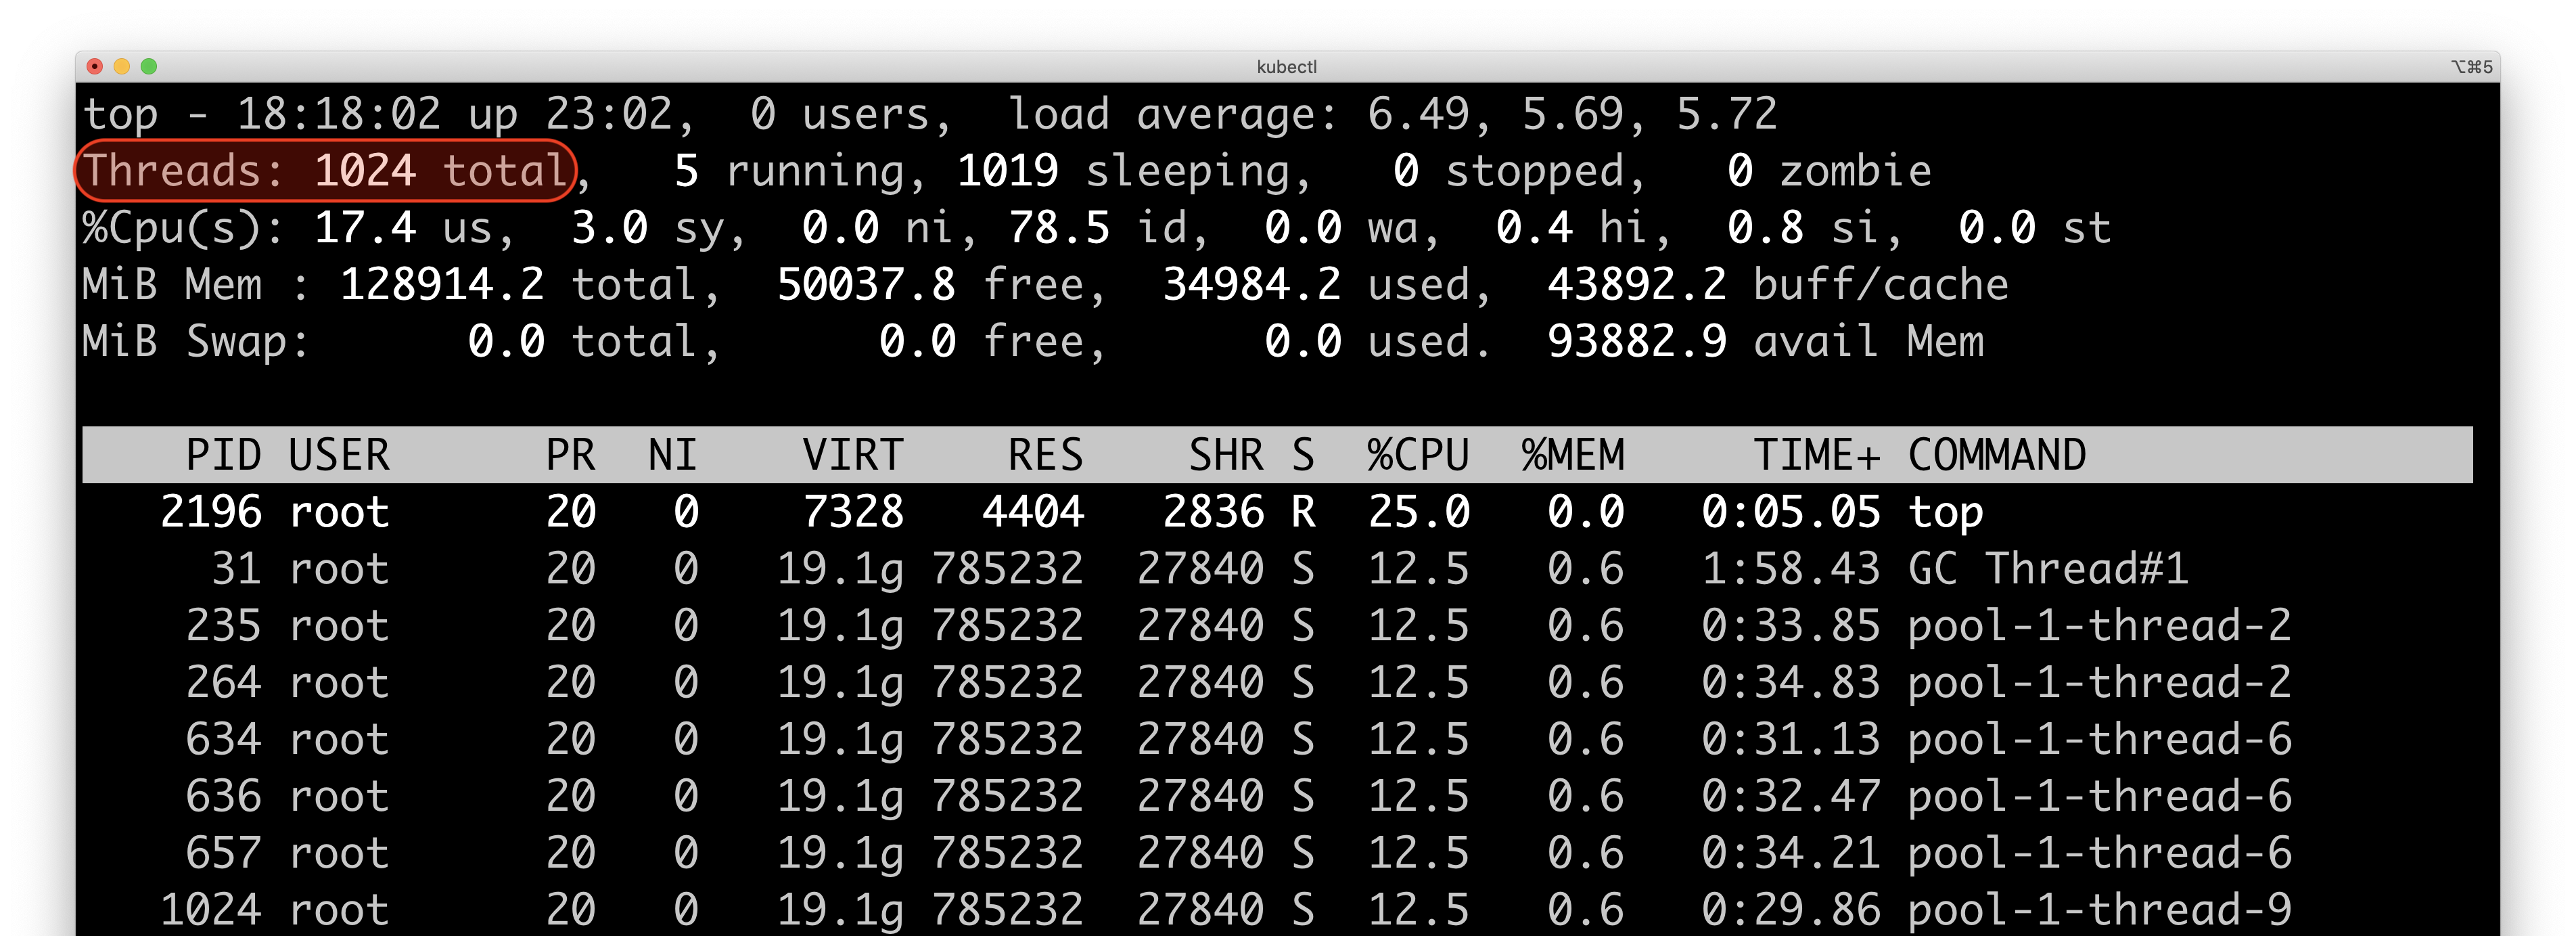 kubectl ⌥⌘5
top - 18:18:02 up 23:02, 0 users, load average: 6.49, 5.69, 5.72
Threads: 1024 total, 5 running, 1019 sleeping, 0 stopped, 0 zombie
%Cpu(s): 17.4 us, 3.0 sy, 0.0 ni, 78.5 id, 0.0 wa, 0.4 hi, 0.8 si, 0.0 st
MiB Mem : 128914.2 total, 50037.8 free, 34984.2 used, 43892.2 buff/cache
MiB Swap: 0.0 total, 0.0 free, 0.0 used. 93882.9 avail Mem
PID USER PR NI VIRT RES SHR S %CPU %MEM TIME+ COMMAND
2196 root 20 0 7328 4404 2836 R 25.0 0.0 0:05.05 top
31 root 20 0 19.1g 785232 27840 S 12.5 0.6 1:58.43 GC Thread#1
235 root 20 0 19.1g 785232 27840 S 12.5 0.6 0:33.85 pool-1-thread-2
264 root 20 0 19.1g 785232 27840 S 12.5 0.6 0:34.83 pool-1-thread-2
634 root 20 0 19.1g 785232 27840 S 12.5 0.6 0:31.13 pool-1-thread-6
636 root 20 0 19.1g 785232 27840 S 12.5 0.6 0:32.47 pool-1-thread-6
657 root 20 0 19.1g 785232 27840 S 12.5 0.6 0:34.21 pool-1-thread-6
1024 root 20 0 19.1g 785232 27840 S 12.5 0.6 0:29.86 pool-1-thread-9